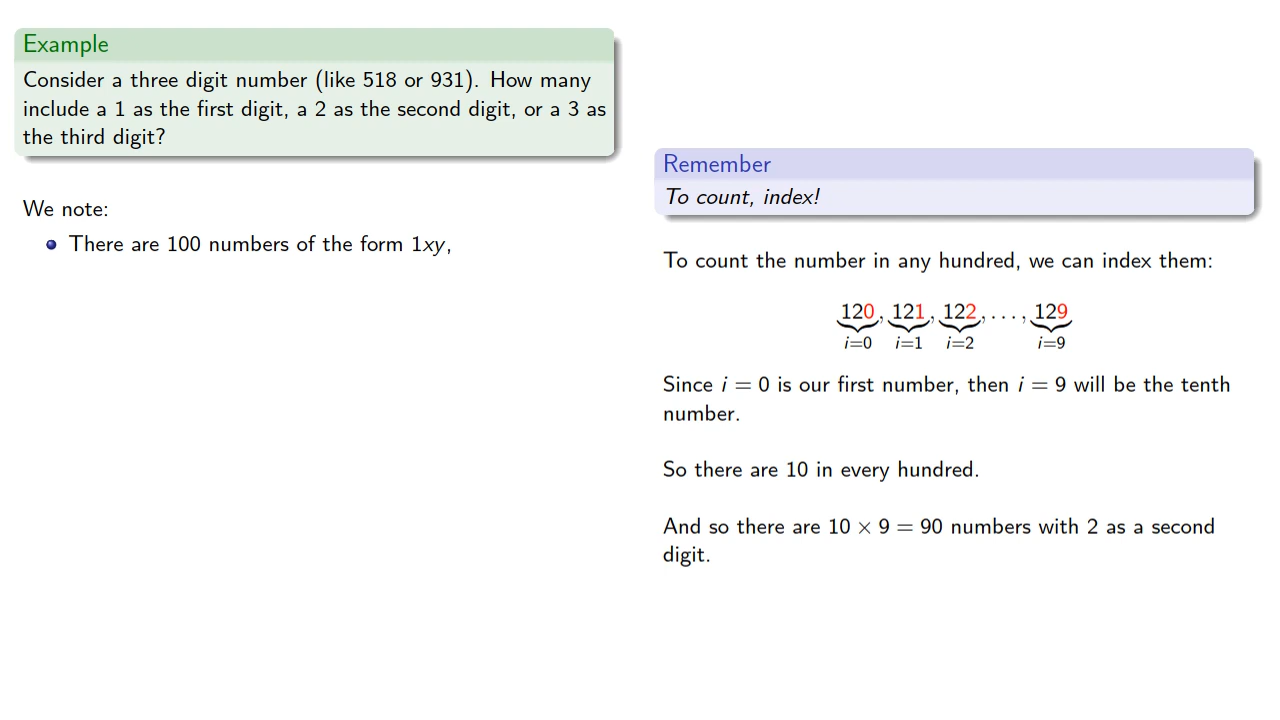 Example
Consider a three digit number (like 518 or 931). How many
include a 1 as the first digit, a 2 as the second digit, or a 3 as
the third digit?
We note:
There are 100 numbers of the form 1xy,
Remember
To count, index!
To count the number in any hundred, we can index them:
120, 121, 122, . . . , 129
i=0 i=1 i=2 i=9
Since i = 0 is our first number, then i = 9 will be the tenth
number.
So there are 10 in every hundred.
And so there are 10 × 9 = 90 numbers with 2 as a second
digit.